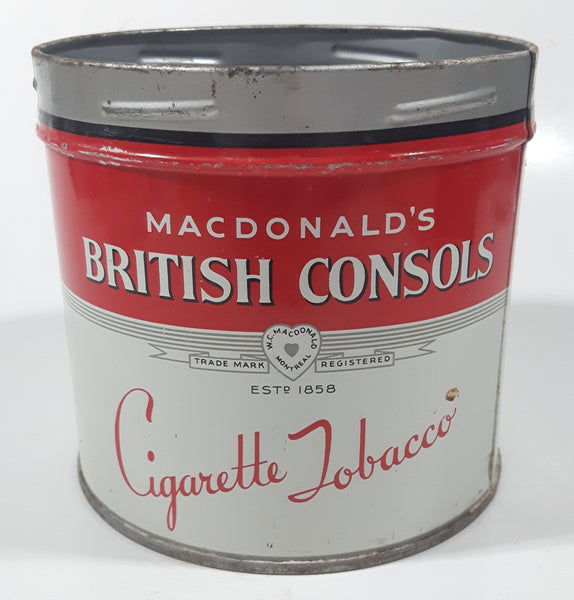 MACDONALD'S
BRITISH CONSOLS
W.C. MACDONALD
MONTREAL
TRADE MARK REGISTERED
ESTD 1858
Cigarette Tobacco